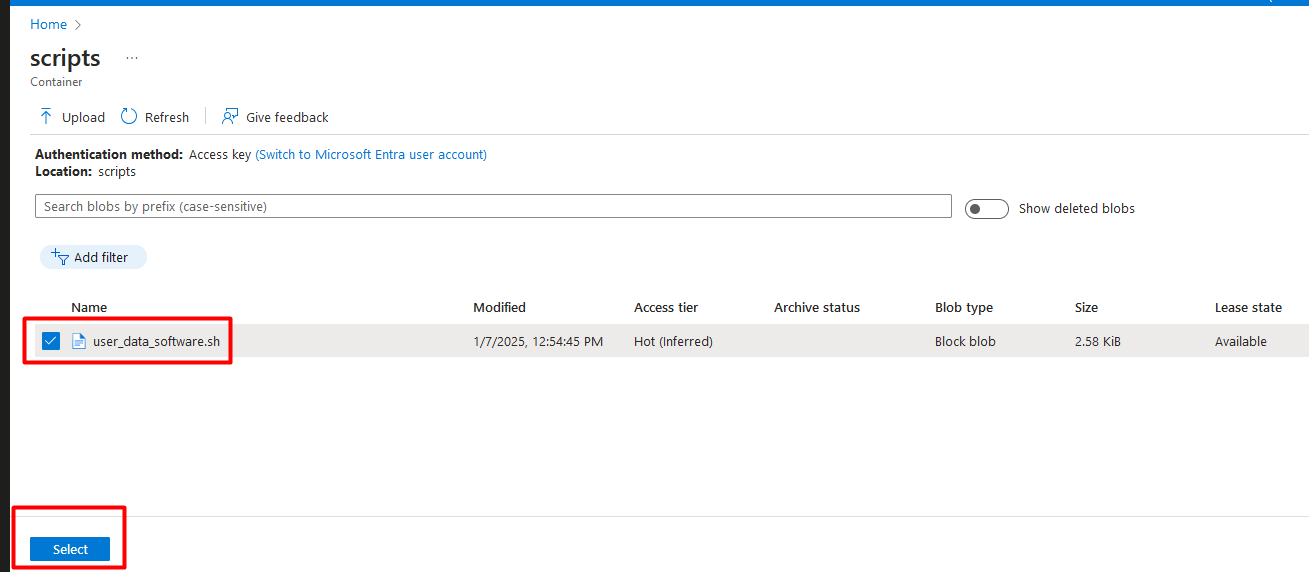 Home
scripts ...
Container
Upload Refresh Give feedback
Authentication method: Access key (Switch to Microsoft Entra user account)
Location: scripts
Search blobs by prefix (case-sensitive) Show deleted blobs
Add filter
Name Modified Access tier Archive status Blob type Size Lease state
user_data_software.sh 1/7/2025, 12:54:45 PM Hot (Inferred) Block blob 2.58 KiB Available
Select